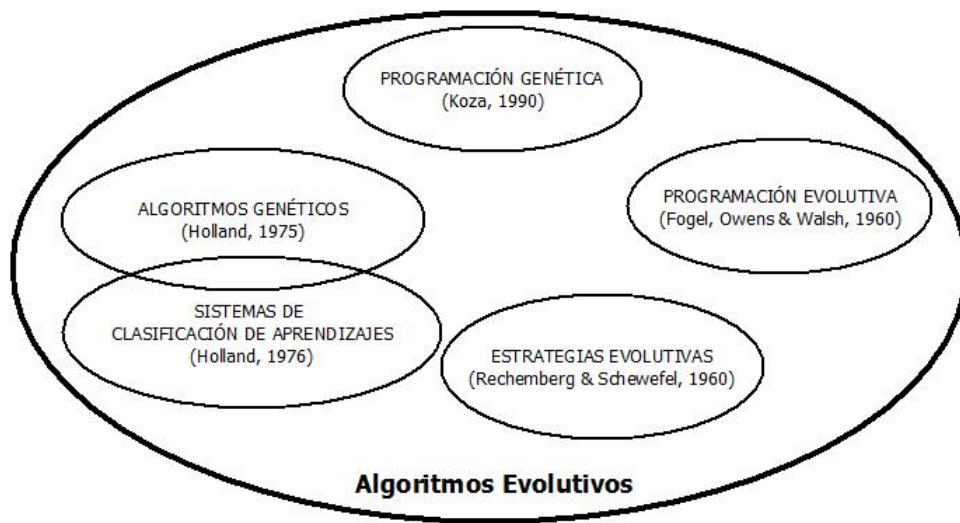 PROGRAMACIÓN GENÉTICA
(Koza, 1990)
PROGRAMACIÓN EVOLUTIVA
(Fogel, Owens & Walsh, 1960)
ALGORITMOS GENÉTICOS
(Holland, 1975)
SISTEMAS DE
CLASIFICACIÓN DE APRENDIZAJES
(Holland, 1976)
ESTRATEGIAS EVOLUTIVAS
(Rechemberg & Schewefel, 1960)
Algoritmos Evolutivos